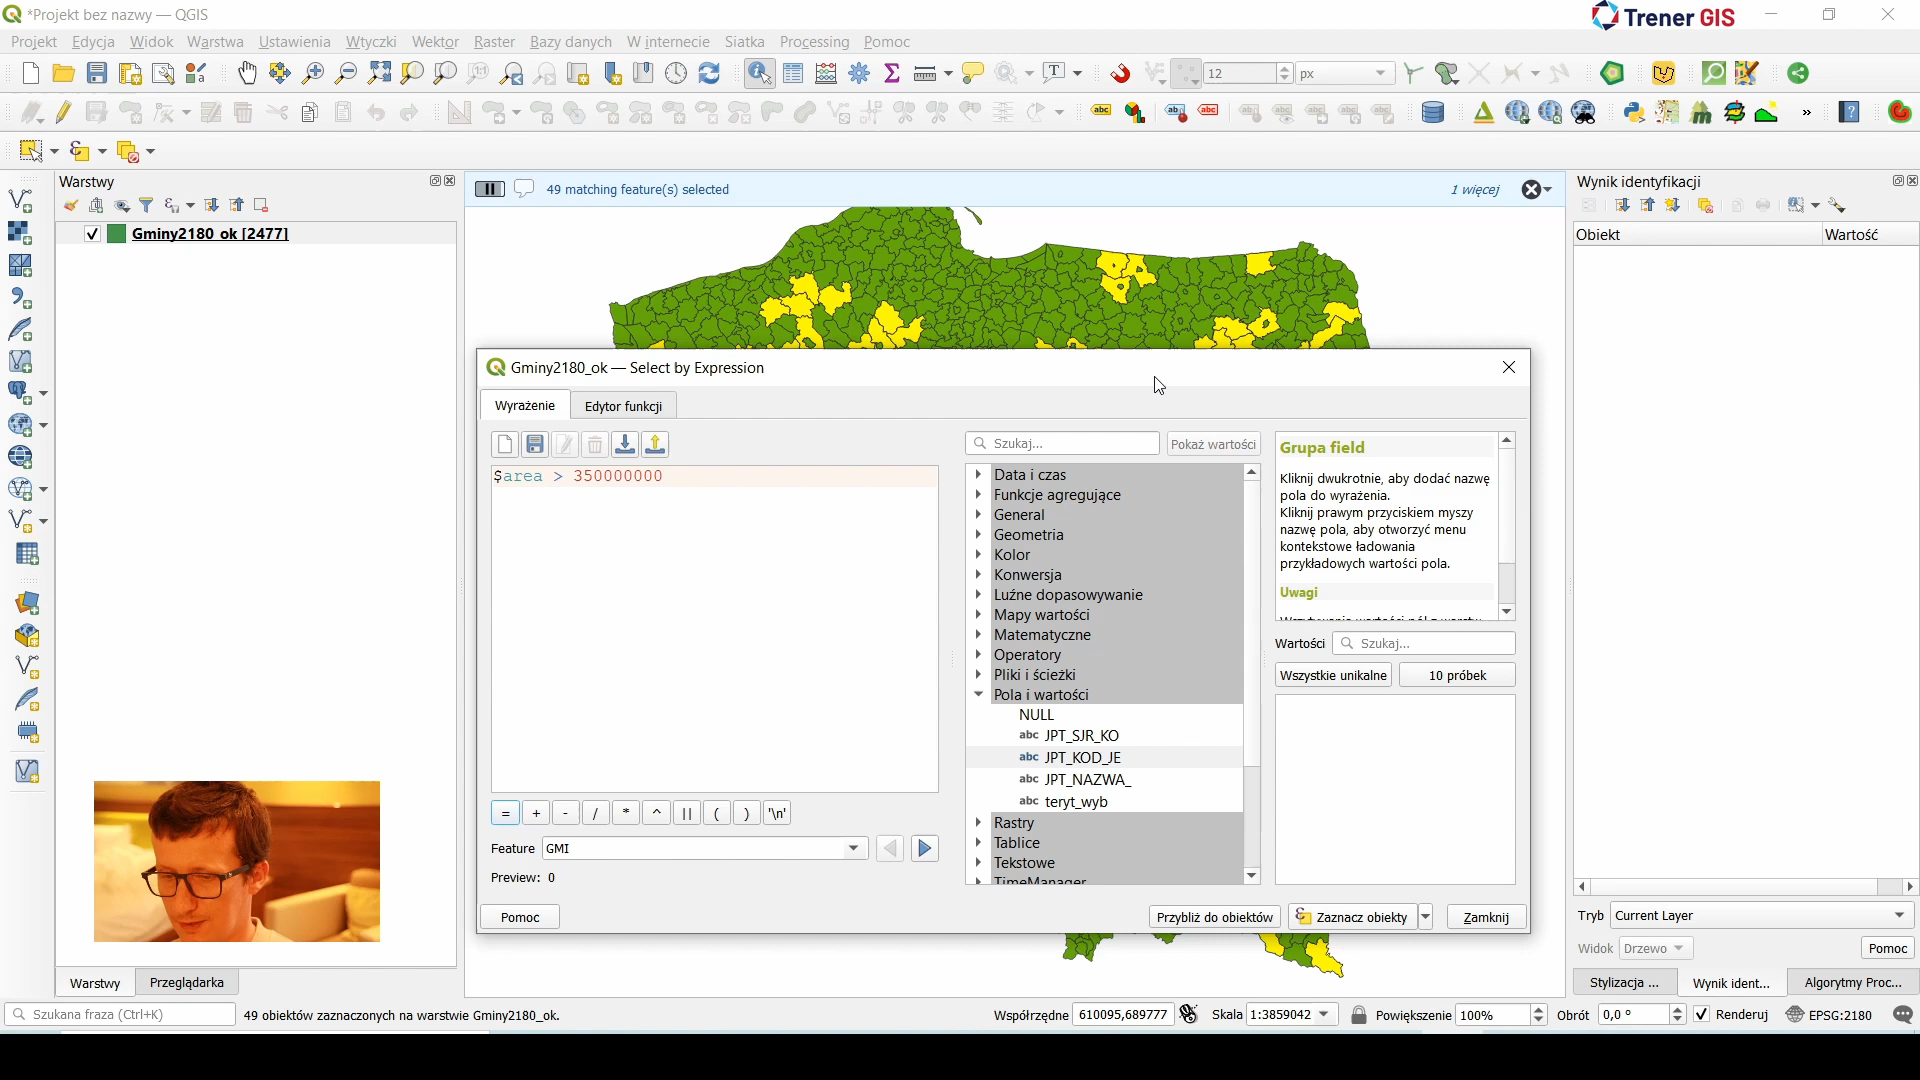 *Projekt bez nazwy — QGIS
Trener GIS
Projekt Edycja Widok Warstwa Ustawienia Wtyczki Wektor Raster Bazy danych W internecie Siatka Processing Pomoc
12 px
abc abc abc
Warstwy
49 matching feature(s) selected
1 więcej
Wynik identyfikacji
Gminy2180 ok [2477]
Obiekt Wartość
Gminy2180_ok — Select by Expression
Wyrażenie
Edytor funkcji
Szukaj...
Pokaż wartości
$area > 350000000
Data i czas
Funkcje agregujące
General
Geometria
Kolor
Konwersja
Luźne dopasowywanie
Mapy wartości
Matematyczne
Operatory
Pliki i ścieżki
Pola i wartości
NULL
abc JPT_SJR_KO
abc JPT_KOD_JE
abc JPT_NAZWA_
abc teryt_wyb
Rastry
Tablice
Tekstowe
TimeManager
Grupa field
Kliknij dwukrotnie, aby dodać nazwę
pola do wyrażenia.
Kliknij prawym przyciskiem myszy
nazwę pola, aby otworzyć menu
kontekstowe ładowania
przykładowych wartości pola.
Uwagi
Wartości Szukaj...
Wszystkie unikalne 10 próbek
= + - / * ^ || ( ) '\n'
Feature GMI
Preview: 0
Pomoc
Przybliż do obiektów
Zaznacz obiekty
Zamknij
Tryb Current Layer
Widok Drzewo Pomoc
Warstwy Przeglądarka
Stylizacja ... Wynik ident... Algorytmy Proc...
Szukana fraza (Ctrl+K) 49 obiektów zaznaczonych na warstwie Gminy2180_ok.
Współrzędne 610095,689777 Skala 1:3859042 Powiększenie 100% Obrót 0,0 ° Renderuj EPSG:2180